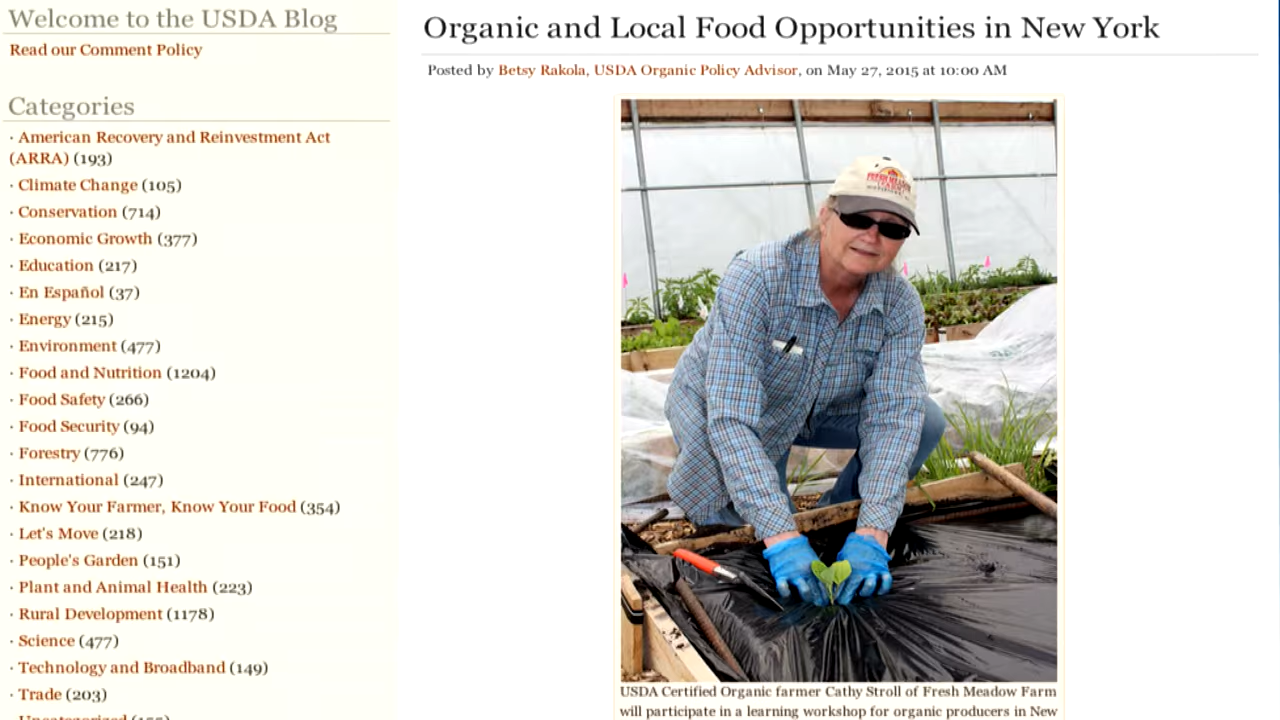 Welcome to the USDA Blog
Read our Comment Policy
Categories
· American Recovery and Reinvestment Act
(ARRA) (193)
· Climate Change (105)
· Conservation (714)
· Economic Growth (377)
· Education (217)
· En Español (37)
· Energy (215)
· Environment (477)
· Food and Nutrition (1204)
· Food Safety (266)
· Food Security (94)
· Forestry (776)
· International (247)
· Know Your Farmer, Know Your Food (354)
· Let's Move (218)
· People's Garden (151)
· Plant and Animal Health (223)
· Rural Development (1178)
· Science (477)
· Technology and Broadband (149)
· Trade (203)
Organic and Local Food Opportunities in New York
Posted by Betsy Rakola, USDA Organic Policy Advisor, on May 27, 2015 at 10:00 AM
USDA Certified Organic farmer Cathy Stroll of Fresh Meadow Farm
will participate in a learning workshop for organic producers in New